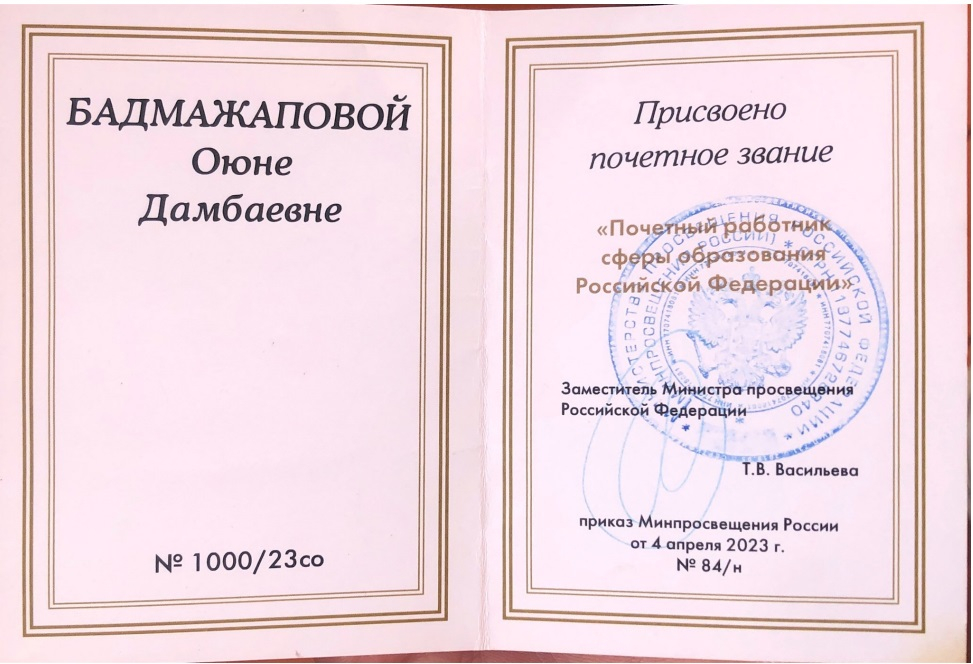 БАДМАЖАПОВОЙ
Оюне
Дамбаевне
№ 1000/23со
Присвоено
почетное звание
«Почетный работник
сферы образования
Российской Федерации»
Заместитель Министра просвещения
Российской Федерации
Т.В. Васильева
приказ Минпросвещения России
от 4 апреля 2023 г.
№ 84/н